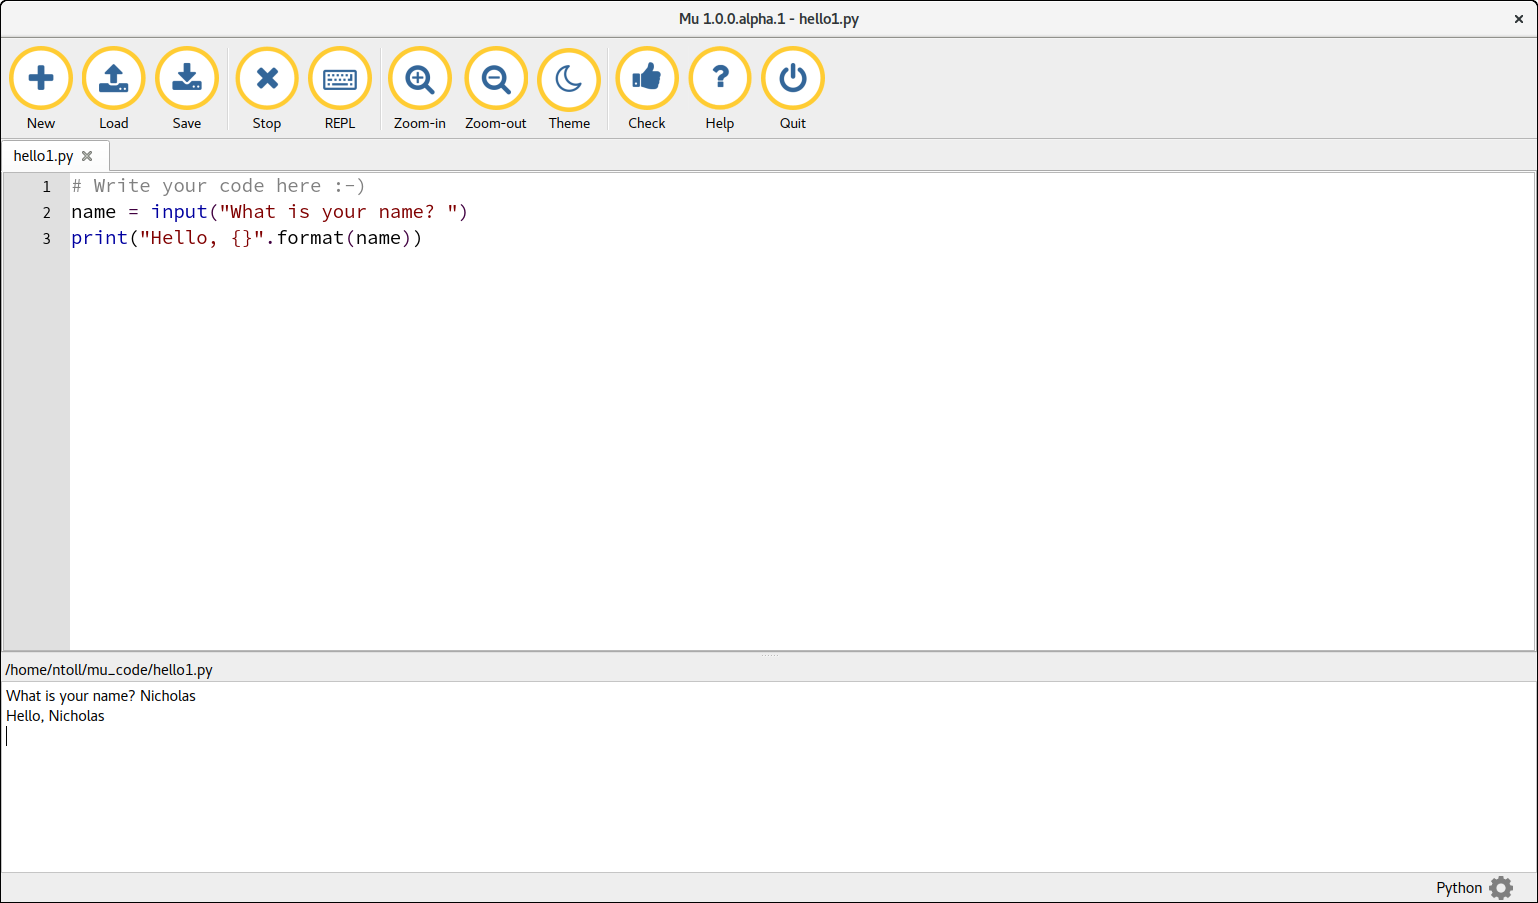 Mu 1.0.0.alpha.1 - hello1.py
New Load Save Stop REPL Zoom-in Zoom-out Theme Check Help Quit
hello1.py
1 # Write your code here :-)
2 name = input("What is your name? ")
3 print("Hello, {}".format(name))
/home/ntoll/mu_code/hello1.py
What is your name? Nicholas
Hello, Nicholas
Python